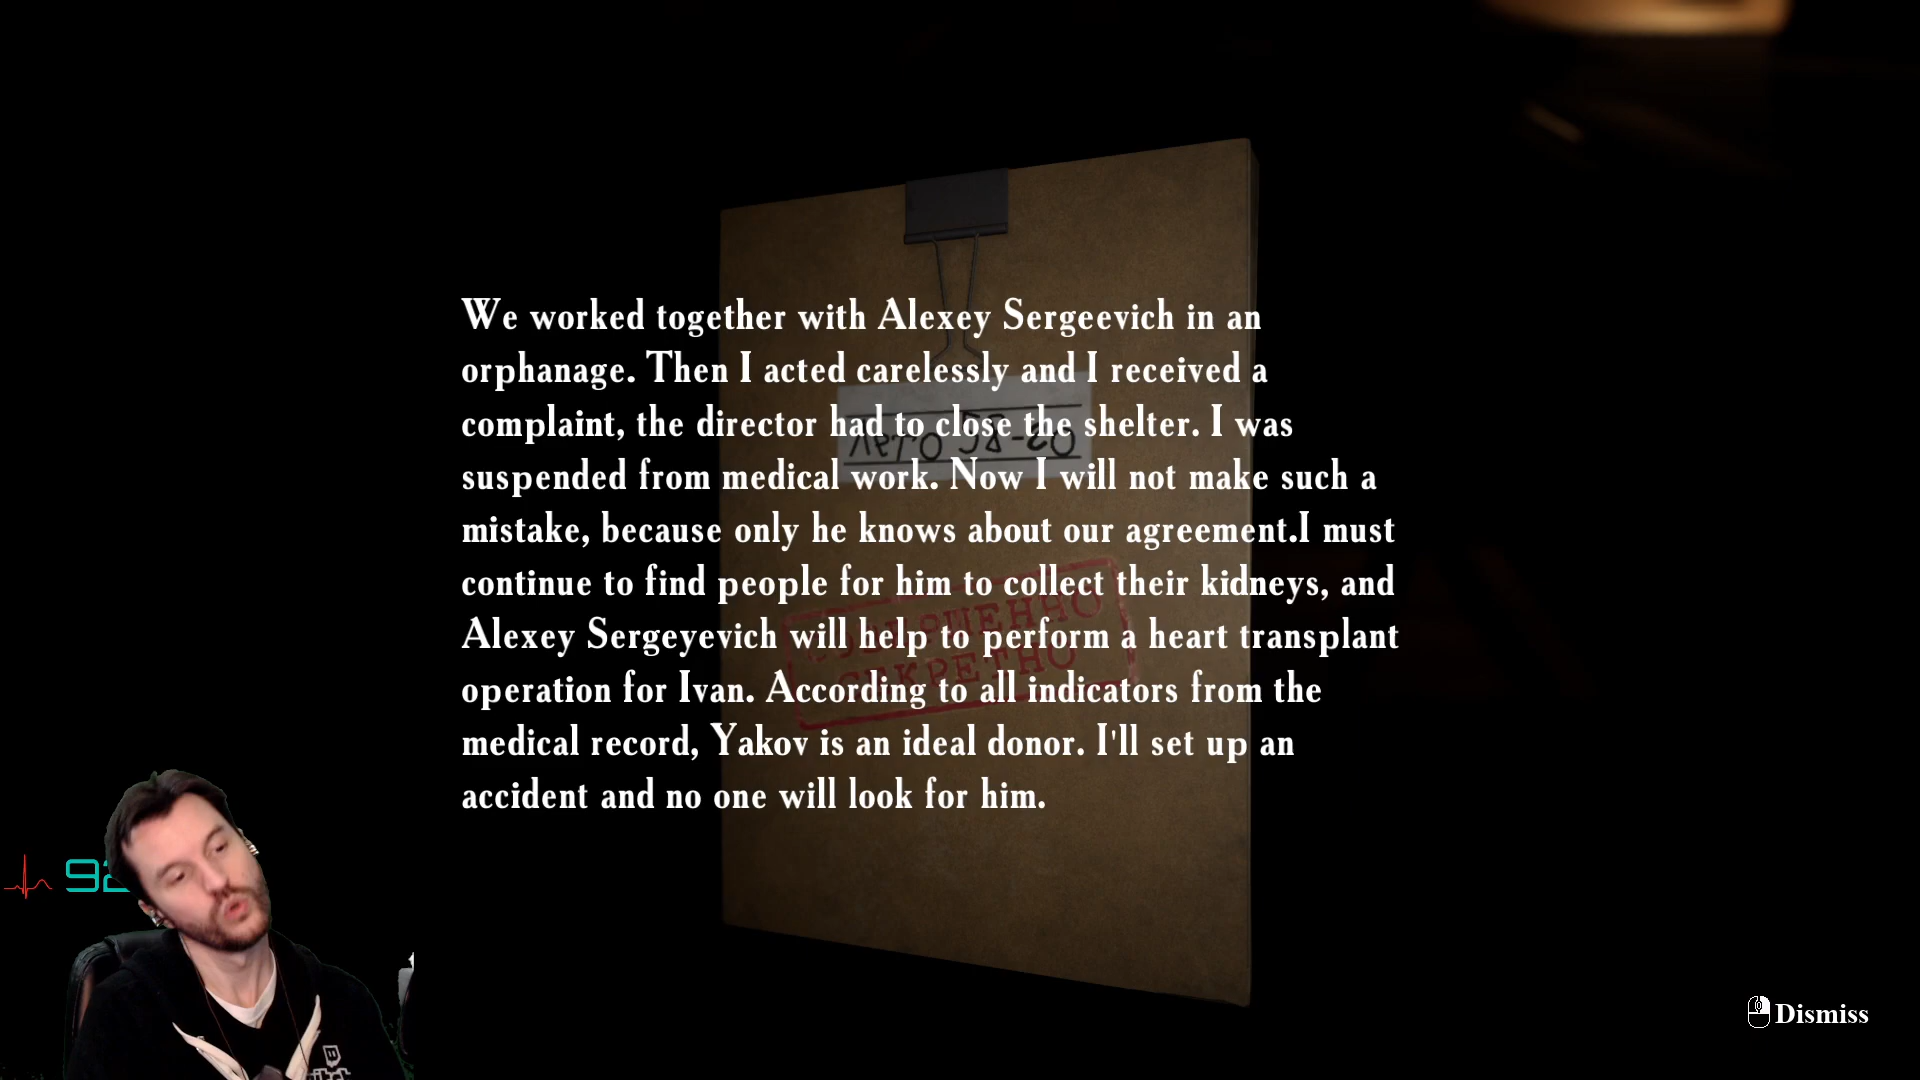 We worked together with Alexey Sergeevich in an
orphanage. Then I acted carelessly and I received a
complaint, the director had to close the shelter. I was
suspended from medical work. Now I will not make such a
mistake, because only he knows about our agreement.I must
continue to find people for him to collect their kidneys, and
Alexey Sergeyevich will help to perform a heart transplant
operation for Ivan. According to all indicators from the
medical record, Yakov is an ideal donor. I'll set up an
accident and no one will look for him.
СОВЕРШЕННО
СЕКРЕТНО
Dismiss